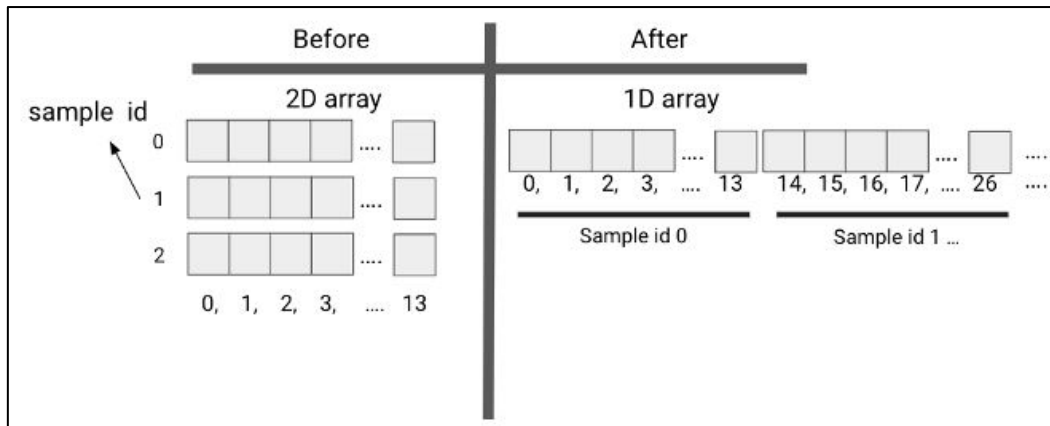 Before
After
2D array
1D array
sample id
0
....
1
....
2
....
0, 1, 2, 3, .... 13
.... .... ....
0, 1, 2, 3, .... 13 14, 15, 16, 17, .... 26 ....
Sample id 0
Sample id 1 ...